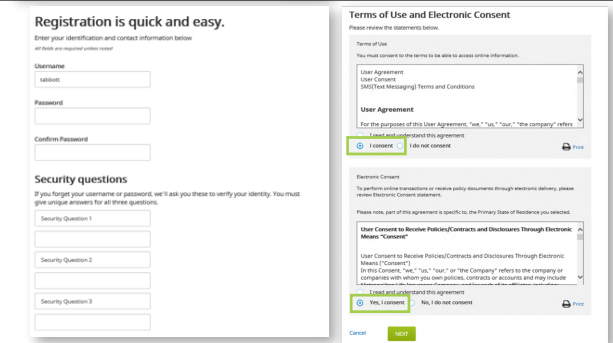 Registration is quick and easy.
Enter your identification and contact information below
All fields are required unless noted
Username
tabbott
Password
Confirm Password
Security questions
If you forget your username or password, we'll ask you these to verify your identity. You must
give unique answers for all three questions.
Security Question 1
Security Question 2
Security Question 3
Terms of Use and Electronic Consent
Please review the statements below.
Terms of Use
You must consent to the terms to be able to access online information.
User Agreement
User Consent
SMS(Text Messaging) Terms and Conditions
User Agreement
For the purposes of this User Agreement, "we," "us," "our," "the company" refers
I read and understand this agreement
I consent I do not consent
Print
Electronic Consent
To perform online transactions or receive policy documents through electronic delivery, please
review Electronic Consent statement.
Please note, part of this agreement is specific to, the Primary State of Residence you selected.
User Consent to Receive Policies/Contracts and Disclosures Through Electronic
Means "Consent"
User Consent to Receive Policies/Contracts and Disclosures Through Electronic
Means ("Consent")
In this Consent, "we," "us," "our," or "the Company" refers to the company or
companies with whom you own policies, contracts or accounts and may include
I read and understand this agreement
Yes, I consent No, I do not consent
Print
Cancel NEXT